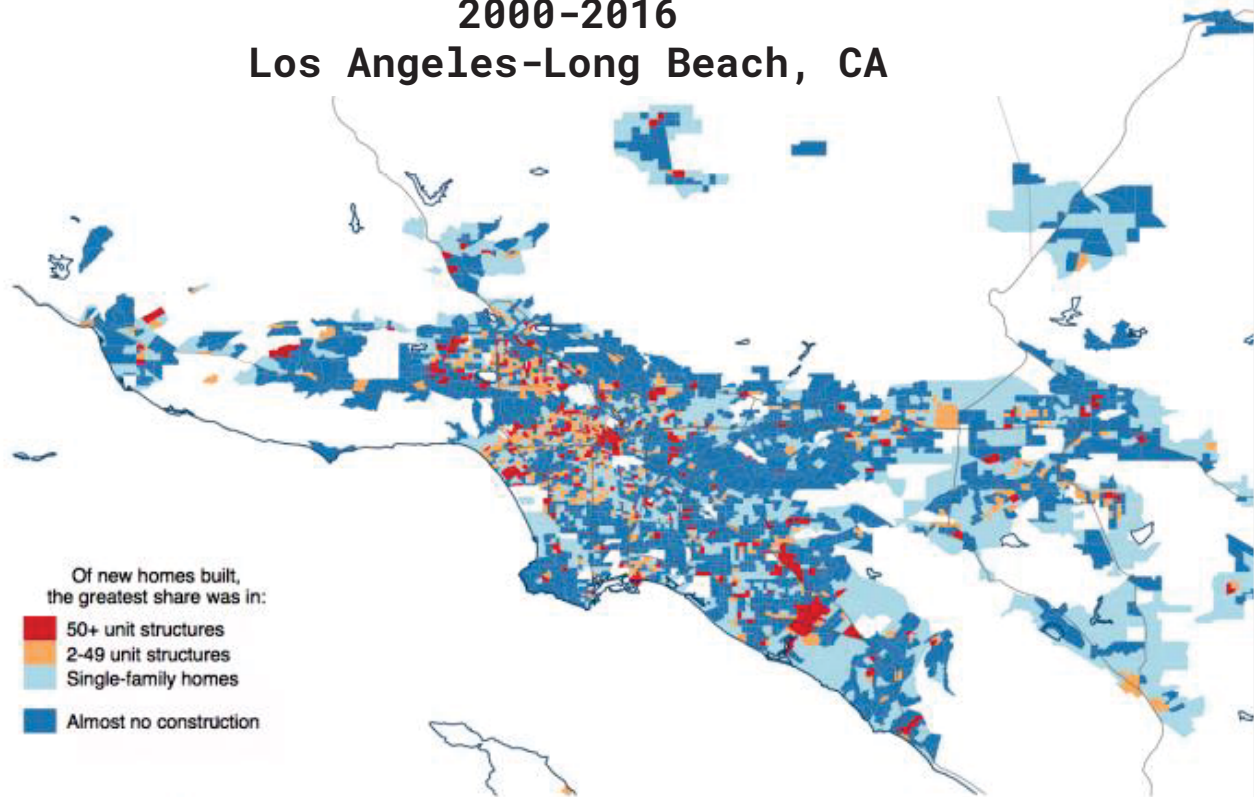 2000-2016
Los Angeles-Long Beach, CA
Of new homes built,
the greatest share was in:
50+ unit structures
2-49 unit structures
Single-family homes
Almost no construction